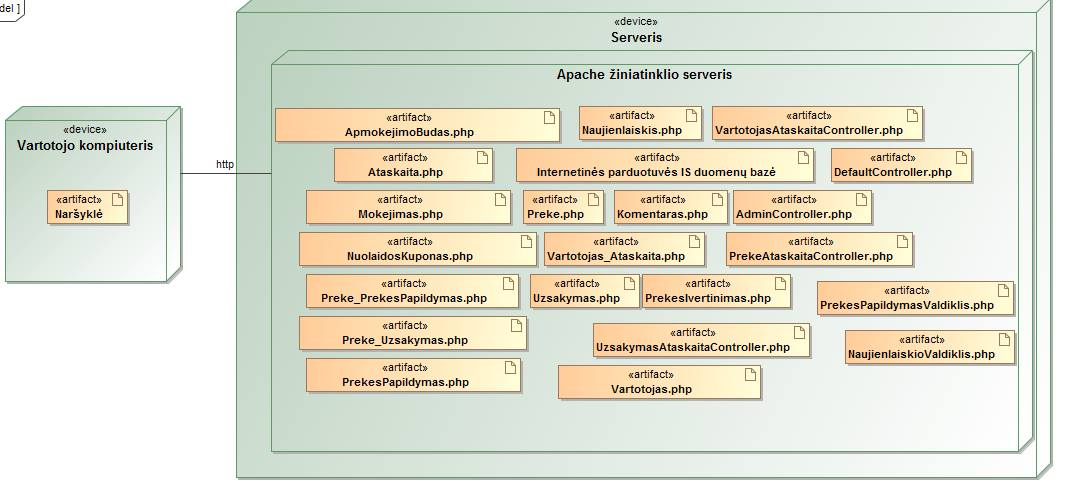 del ]
«device»
Serveris
Apache žiniatinklio serveris
«device»
Vartotojo kompiuteris
«artifact»
Naršyklė
http
«artifact»
ApmokejimoBudas.php
«artifact»
Naujienlaiskis.php
«artifact»
VartotojasAtaskaitaController.php
«artifact»
Ataskaita.php
«artifact»
Internetinės parduotuvės IS duomenų bazė
«artifact»
DefaultController.php
«artifact»
Mokejimas.php
«artifact»
Preke.php
«artifact»
Komentaras.php
«artifact»
AdminController.php
«artifact»
NuolaidosKuponas.php
«artifact»
Vartotojas_Ataskaita.php
«artifact»
PrekeAtaskaitaController.php
«artifact»
Preke_PrekesPapildymas.php
«artifact»
Uzsakymas.php
«artifact»
PrekesIvertinimas.php
«artifact»
PrekesPapildymasValdiklis.php
«artifact»
Preke_Uzsakymas.php
«artifact»
UzsakymasAtaskaitaController.php
«artifact»
NaujienlaiskioValdiklis.php
«artifact»
PrekesPapildymas.php
«artifact»
Vartotojas.php